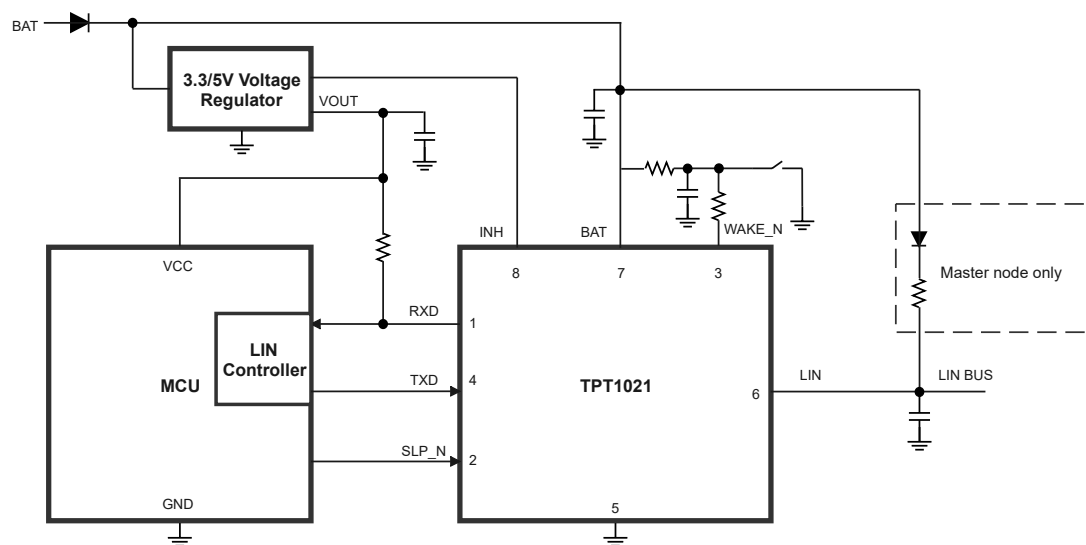 BAT
3.3/5V Voltage
Regulator
VOUT
INH
BAT
WAKE_N
8
7
3
Master node only
VCC
RXD
1
LIN
Controller
MCU
TXD
4
TPT1021
LIN
LIN BUS
6
SLP_N
2
GND
5